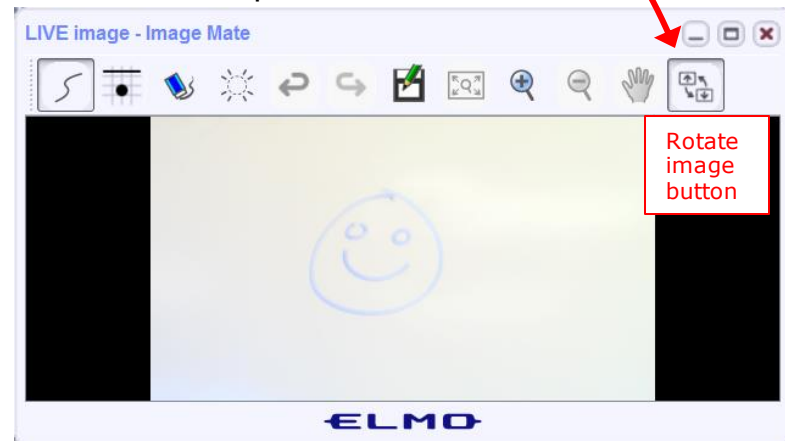 LIVE image - Image Mate
Rotate
image
button
ELMO